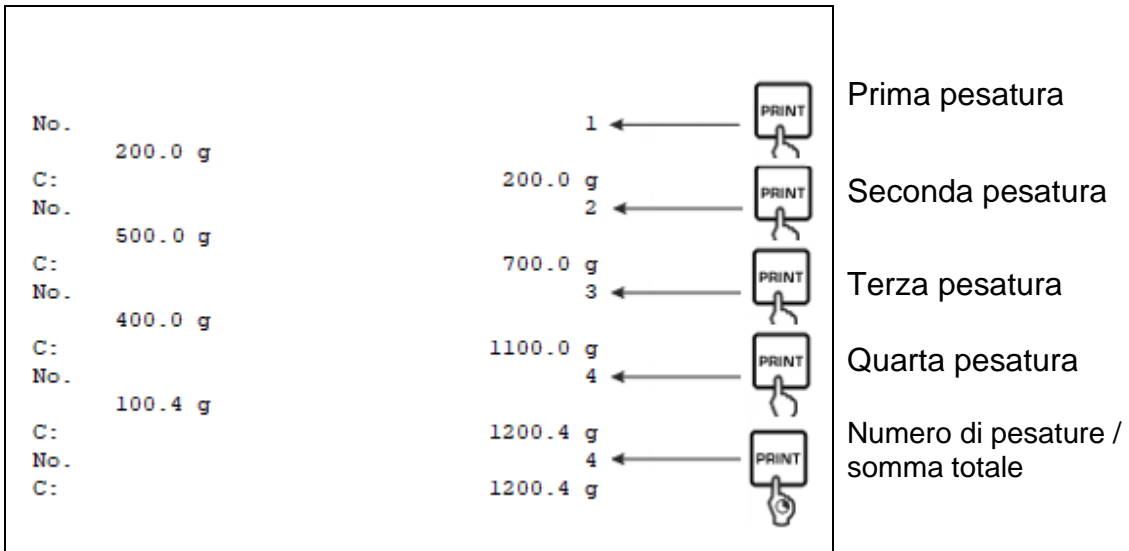 No. 1 PRINT Prima pesatura
200.0 g
C: 200.0 g
No. 2 PRINT Seconda pesatura
500.0 g
C: 700.0 g
No. 3 PRINT Terza pesatura
400.0 g
C: 1100.0 g
No. 4 PRINT Quarta pesatura
100.4 g
C: 1200.4 g
No. 4 PRINT Numero di pesature /
somma totale
C: 1200.4 g